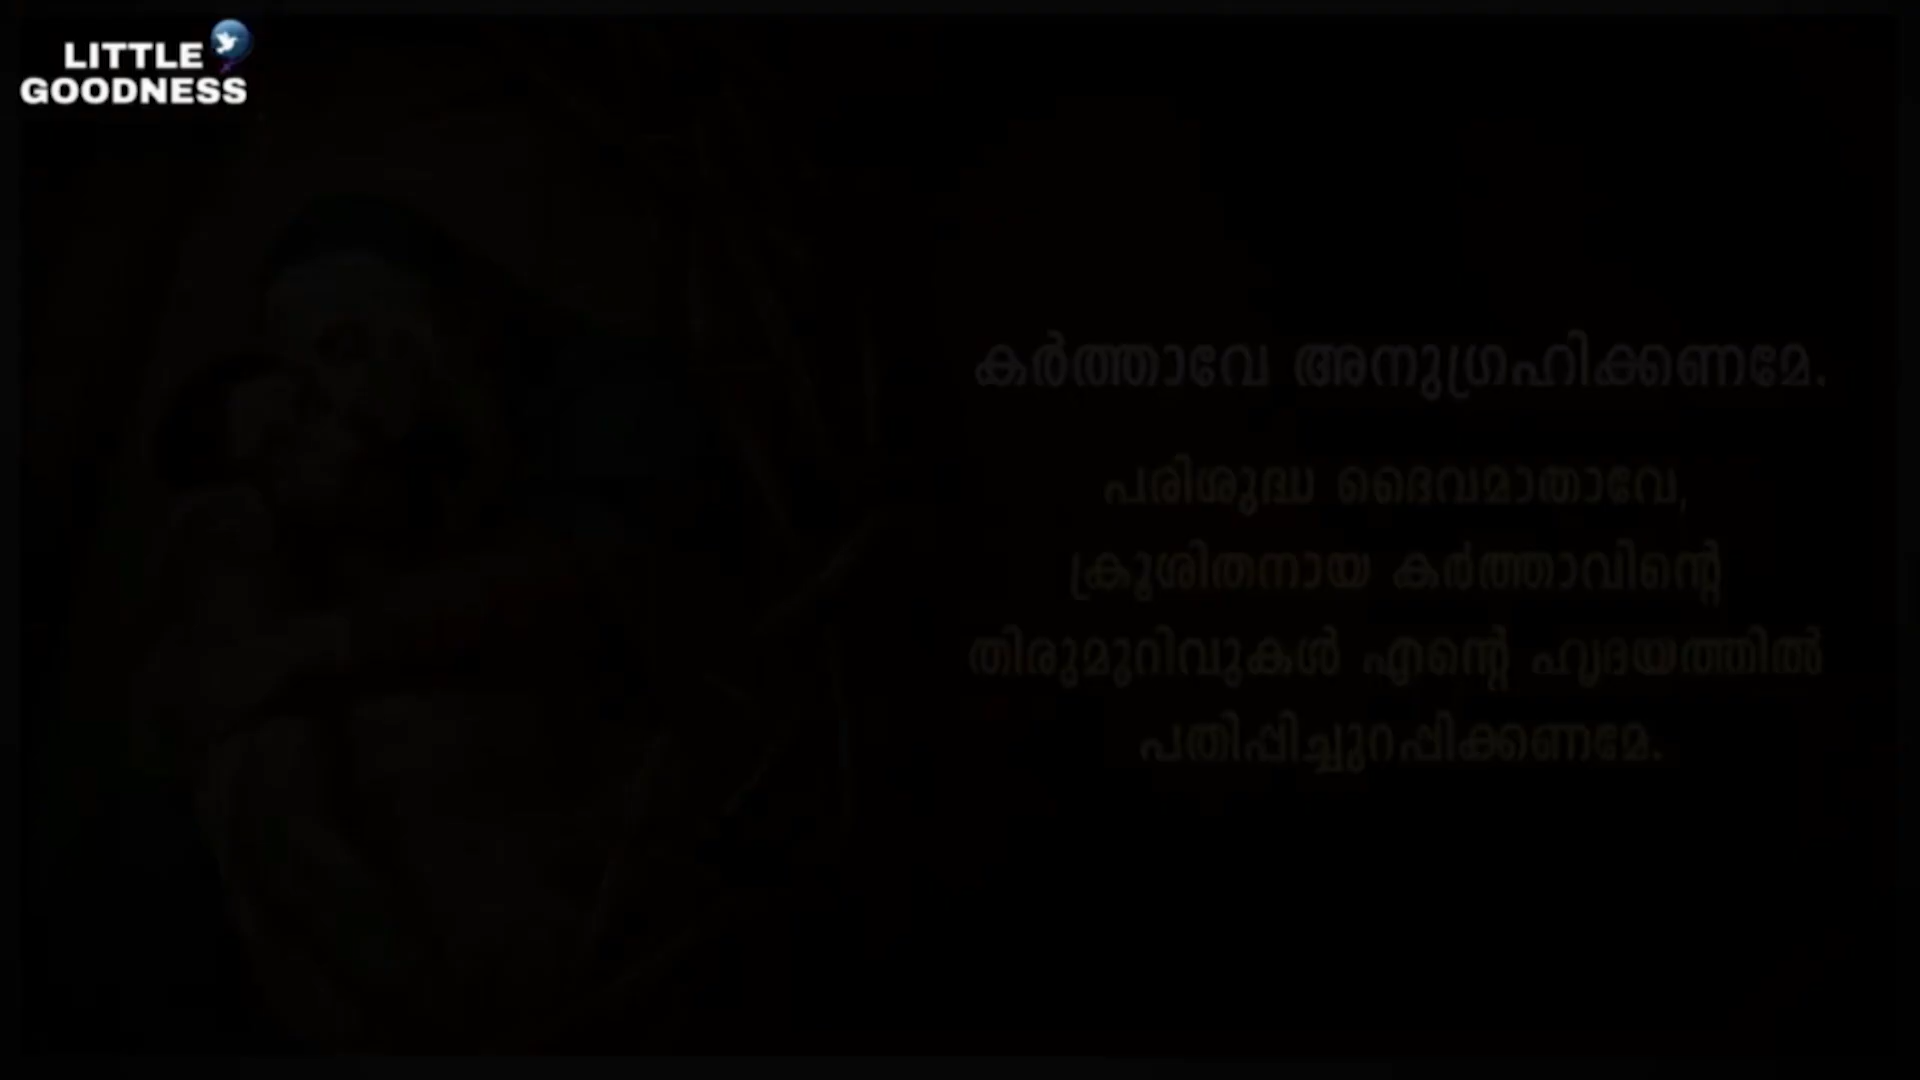 LITTLE
GOODNESS
കർത്താവേ അനുഗ്രഹിക്കണമേ.
പരിശുദ്ധ ദൈവമാതാവേ,
ക്രൂശിതനായ കർത്താവിന്റെ
തിരുമുറിവുകൾ എന്റെ ഹൃദയത്തിൽ
പതിപ്പിച്ചുറപ്പിക്കണമേ.